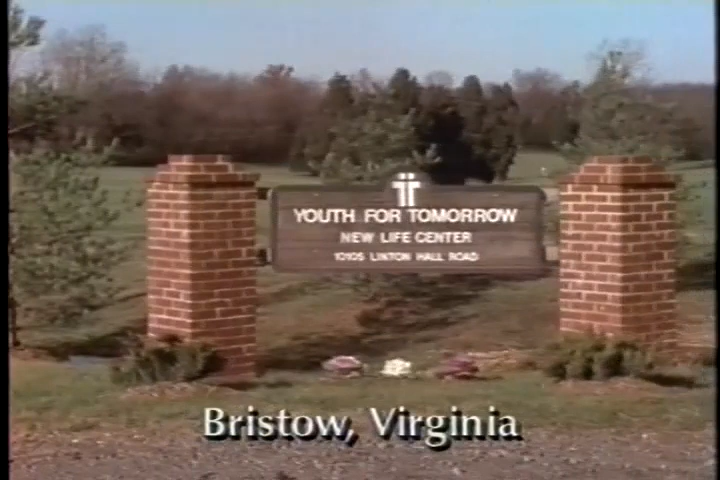 YOUTH FOR TOMORROW
NEW LIFE CENTER
10105 LINTON HALL ROAD
Bristow, Virginia